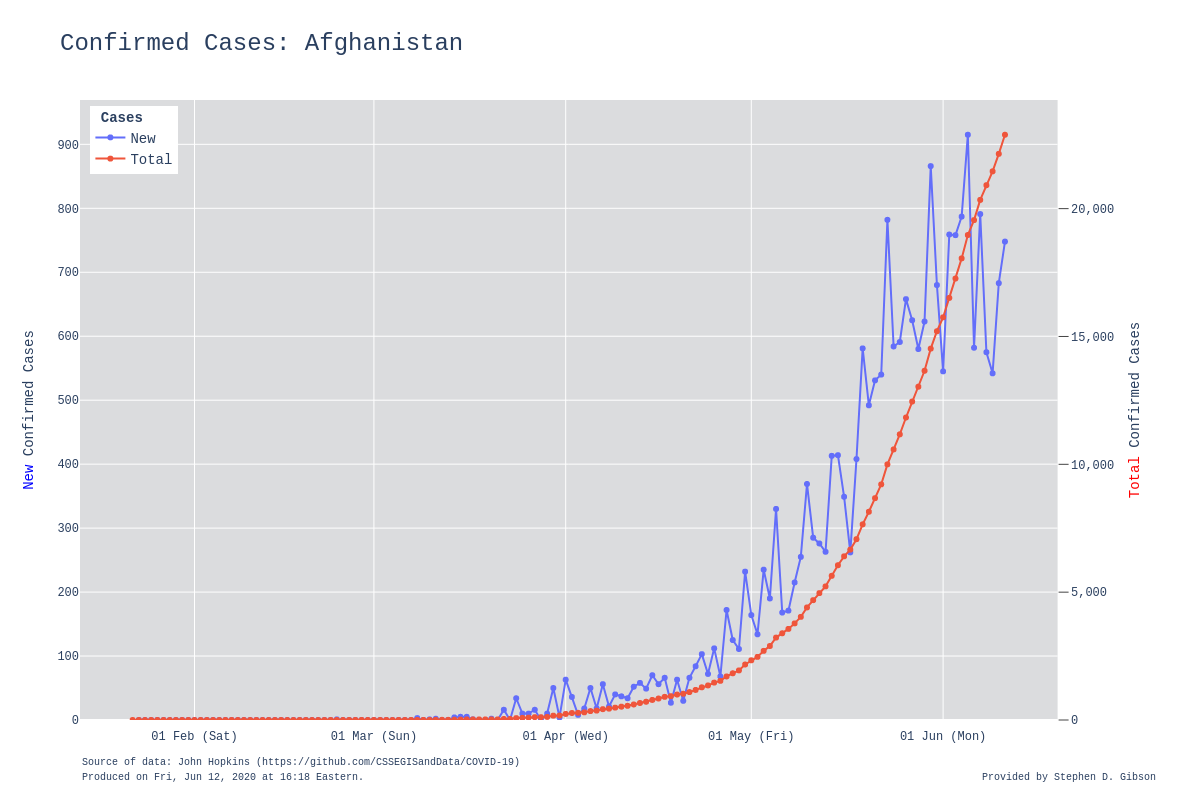 Confirmed Cases: Afghanistan
Cases
New
Total
900
800
700
600
500
400
300
200
100
0
20,000
15,000
10,000
5,000
0
New Confirmed Cases
Total Confirmed Cases
01 Feb (Sat)
01 Mar (Sun)
01 Apr (Wed)
01 May (Fri)
01 Jun (Mon)
Source of data: John Hopkins (https://github.com/CSSEGISandData/COVID-19)
Produced on Fri, Jun 12, 2020 at 16:18 Eastern.
Provided by Stephen D. Gibson